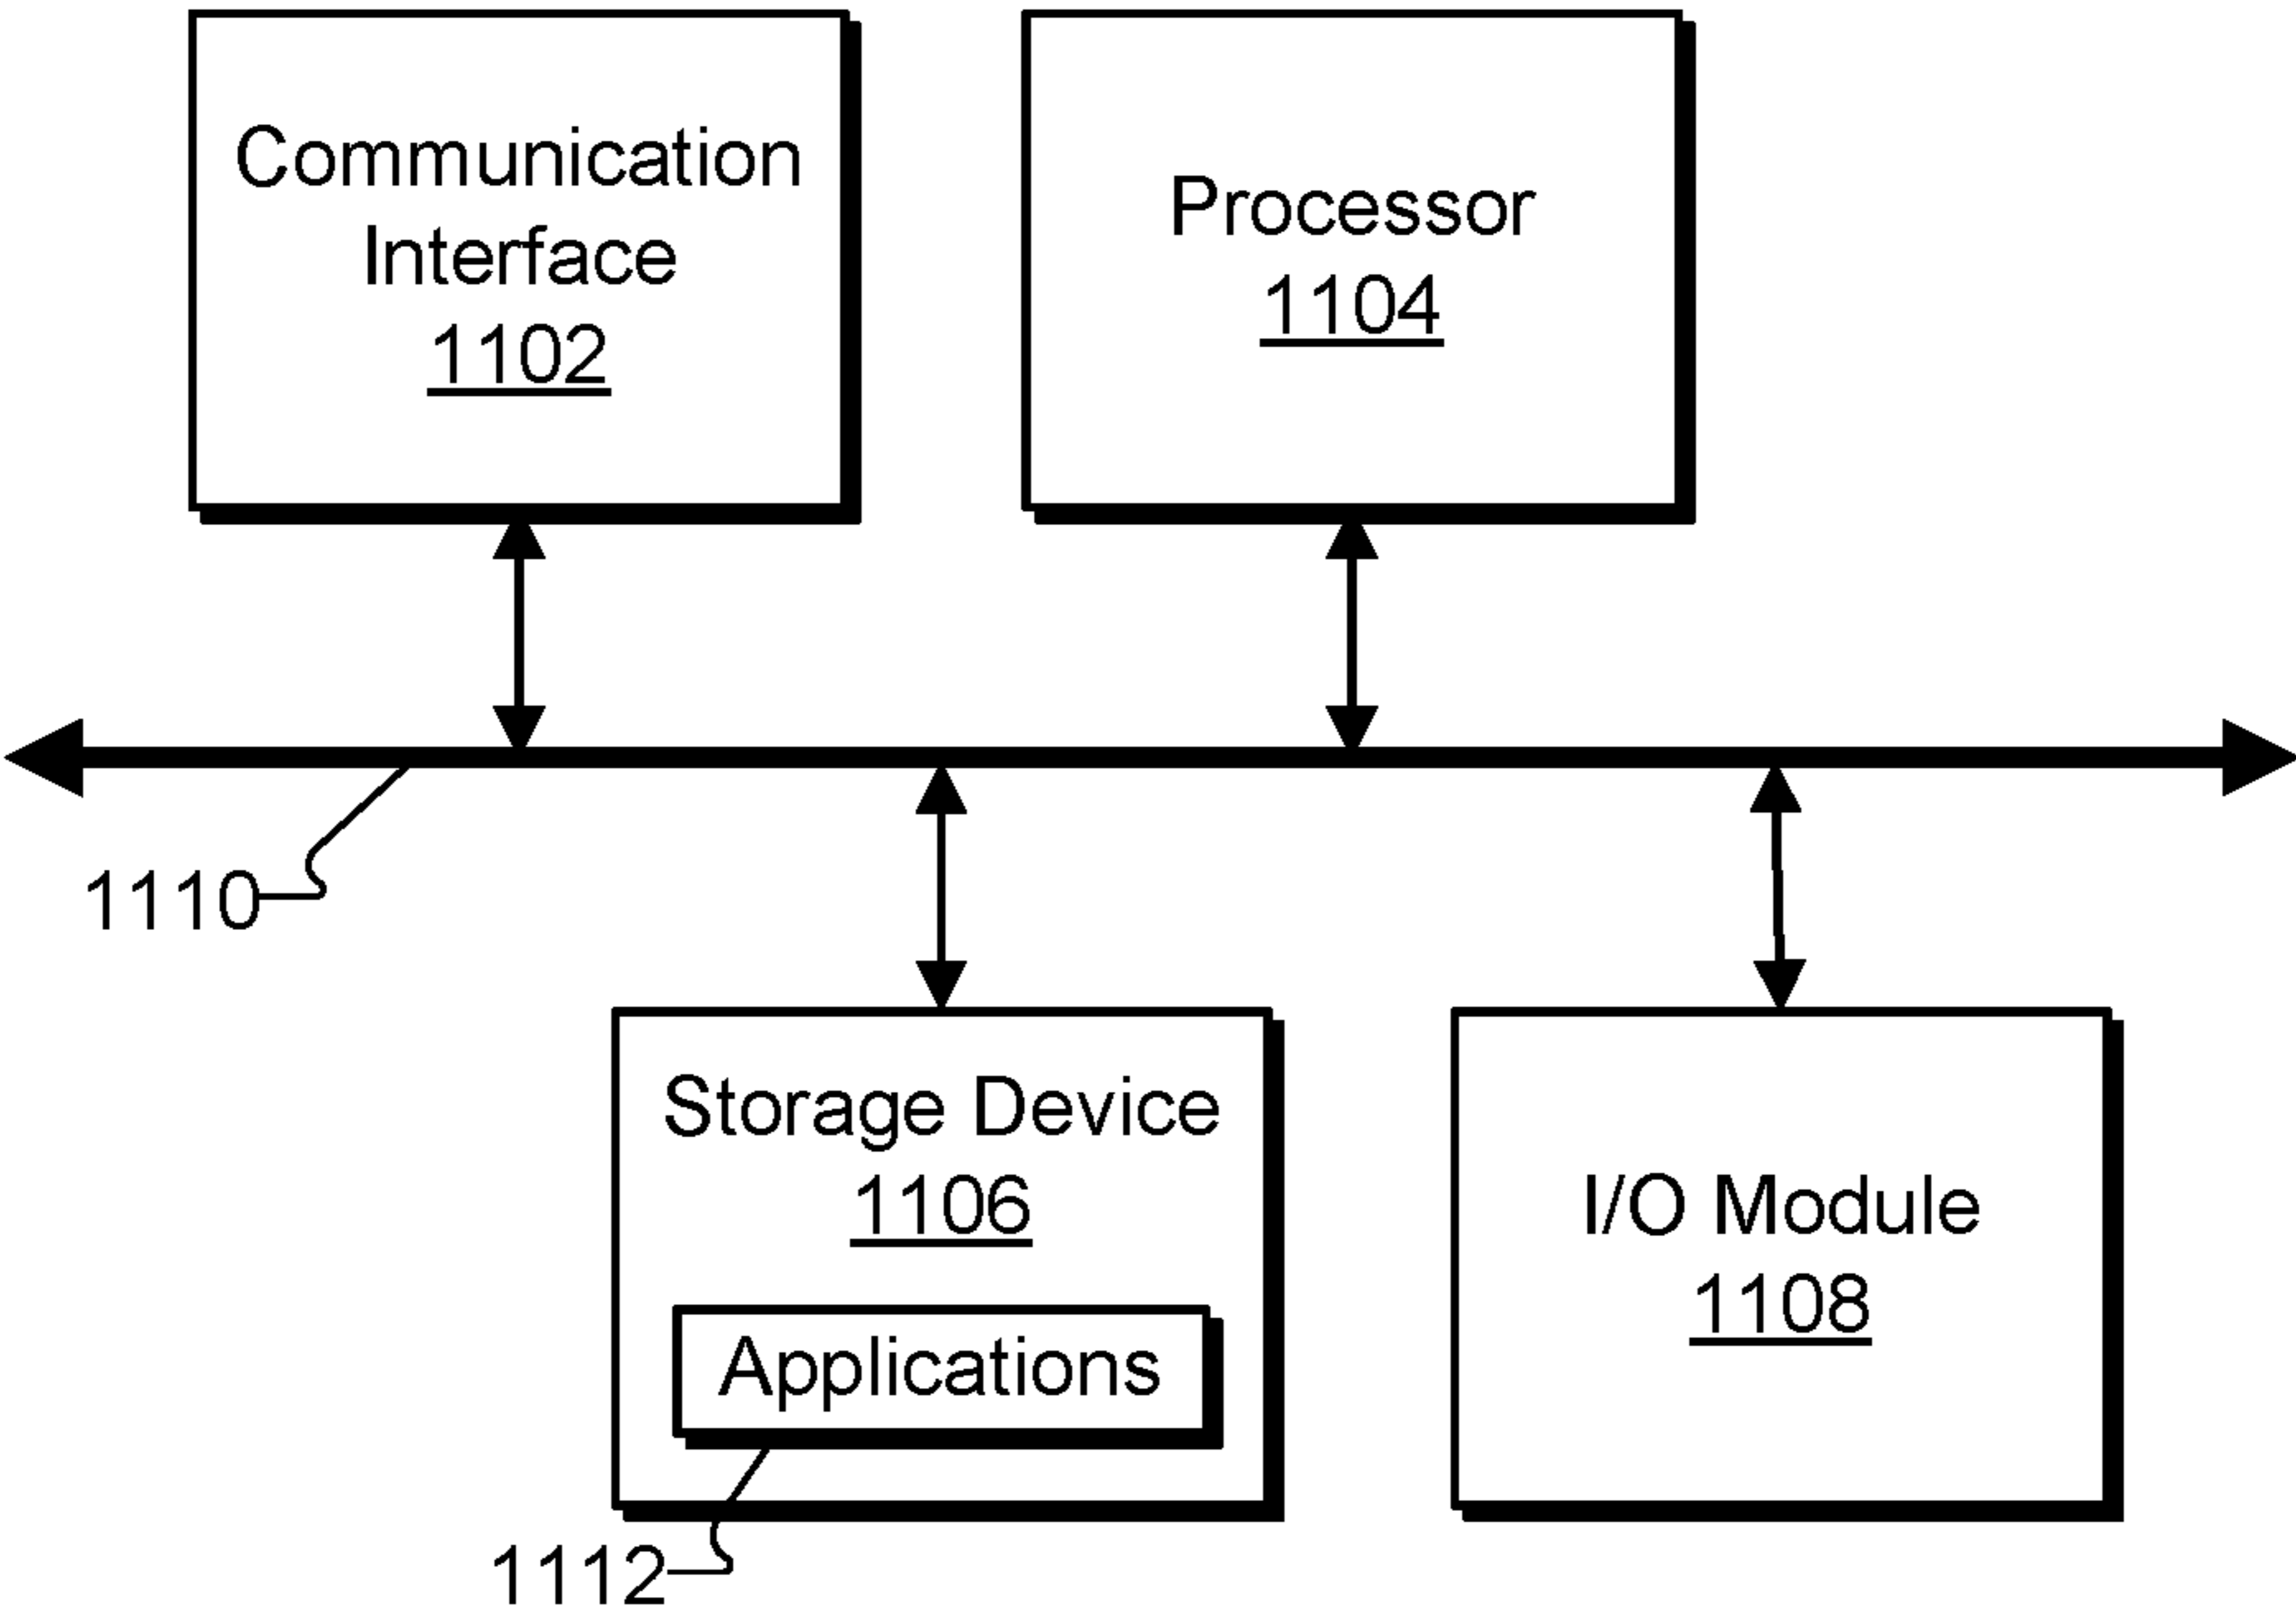 Communication
Interface
1102
Processor
1104
1110
Storage Device
1106
Applications
1112
I/O Module
1108